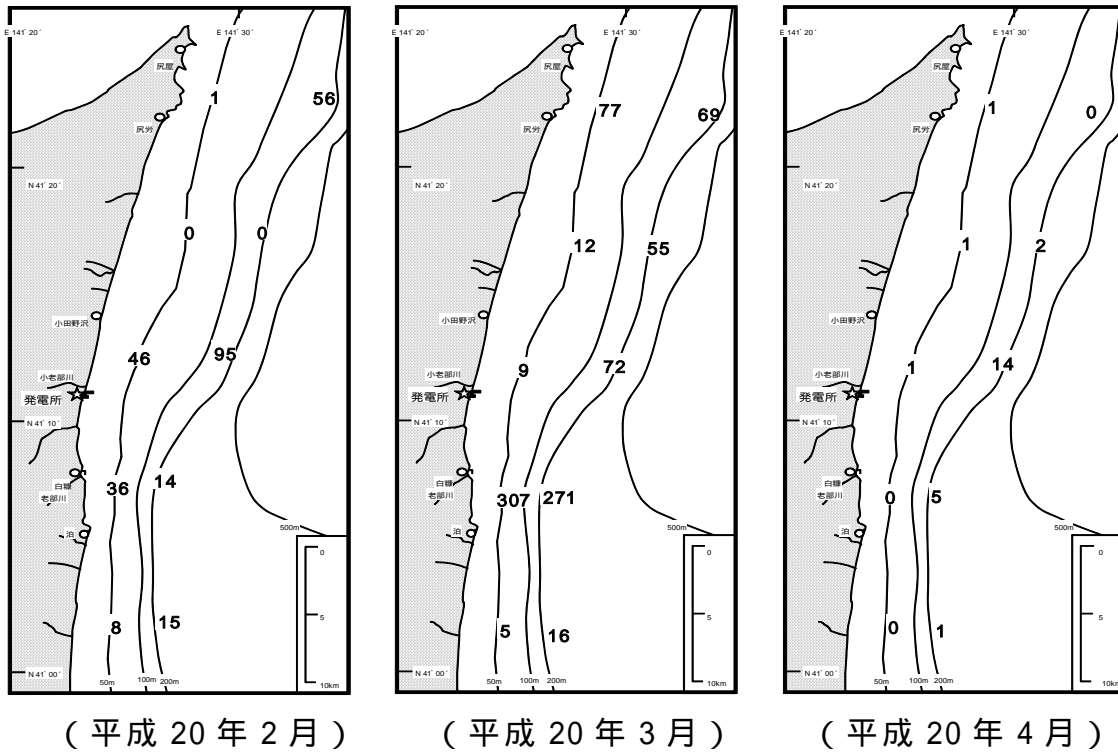 E 141ﾟ 20´
E 141ﾟ 30´
尻屋
1
56
尻労
N 41ﾟ 20´
0
0
小田野沢
46
95
小老部川
発電所
N 41ﾟ 10´
36
14
白糠
老部川
泊
500m
0
5
8
15
N 41ﾟ 00´
50m
100m
200m
10km
(平成 20 年 2 月)
E 141ﾟ 20´
E 141ﾟ 30´
尻屋
77
69
尻労
N 41ﾟ 20´
12
55
小田野沢
9
72
小老部川
発電所
N 41ﾟ 10´
307
271
白糠
老部川
泊
500m
0
5
5
16
N 41ﾟ 00´
50m
100m
200m
10km
(平成 20 年 3 月)
E 141ﾟ 20´
E 141ﾟ 30´
尻屋
1
0
尻労
N 41ﾟ 20´
1
2
小田野沢
1
14
小老部川
発電所
N 41ﾟ 10´
0
5
白糠
老部川
泊
500m
0
5
0
1
N 41ﾟ 00´
50m
100m
200m
10km
(平成 20 年 4 月)